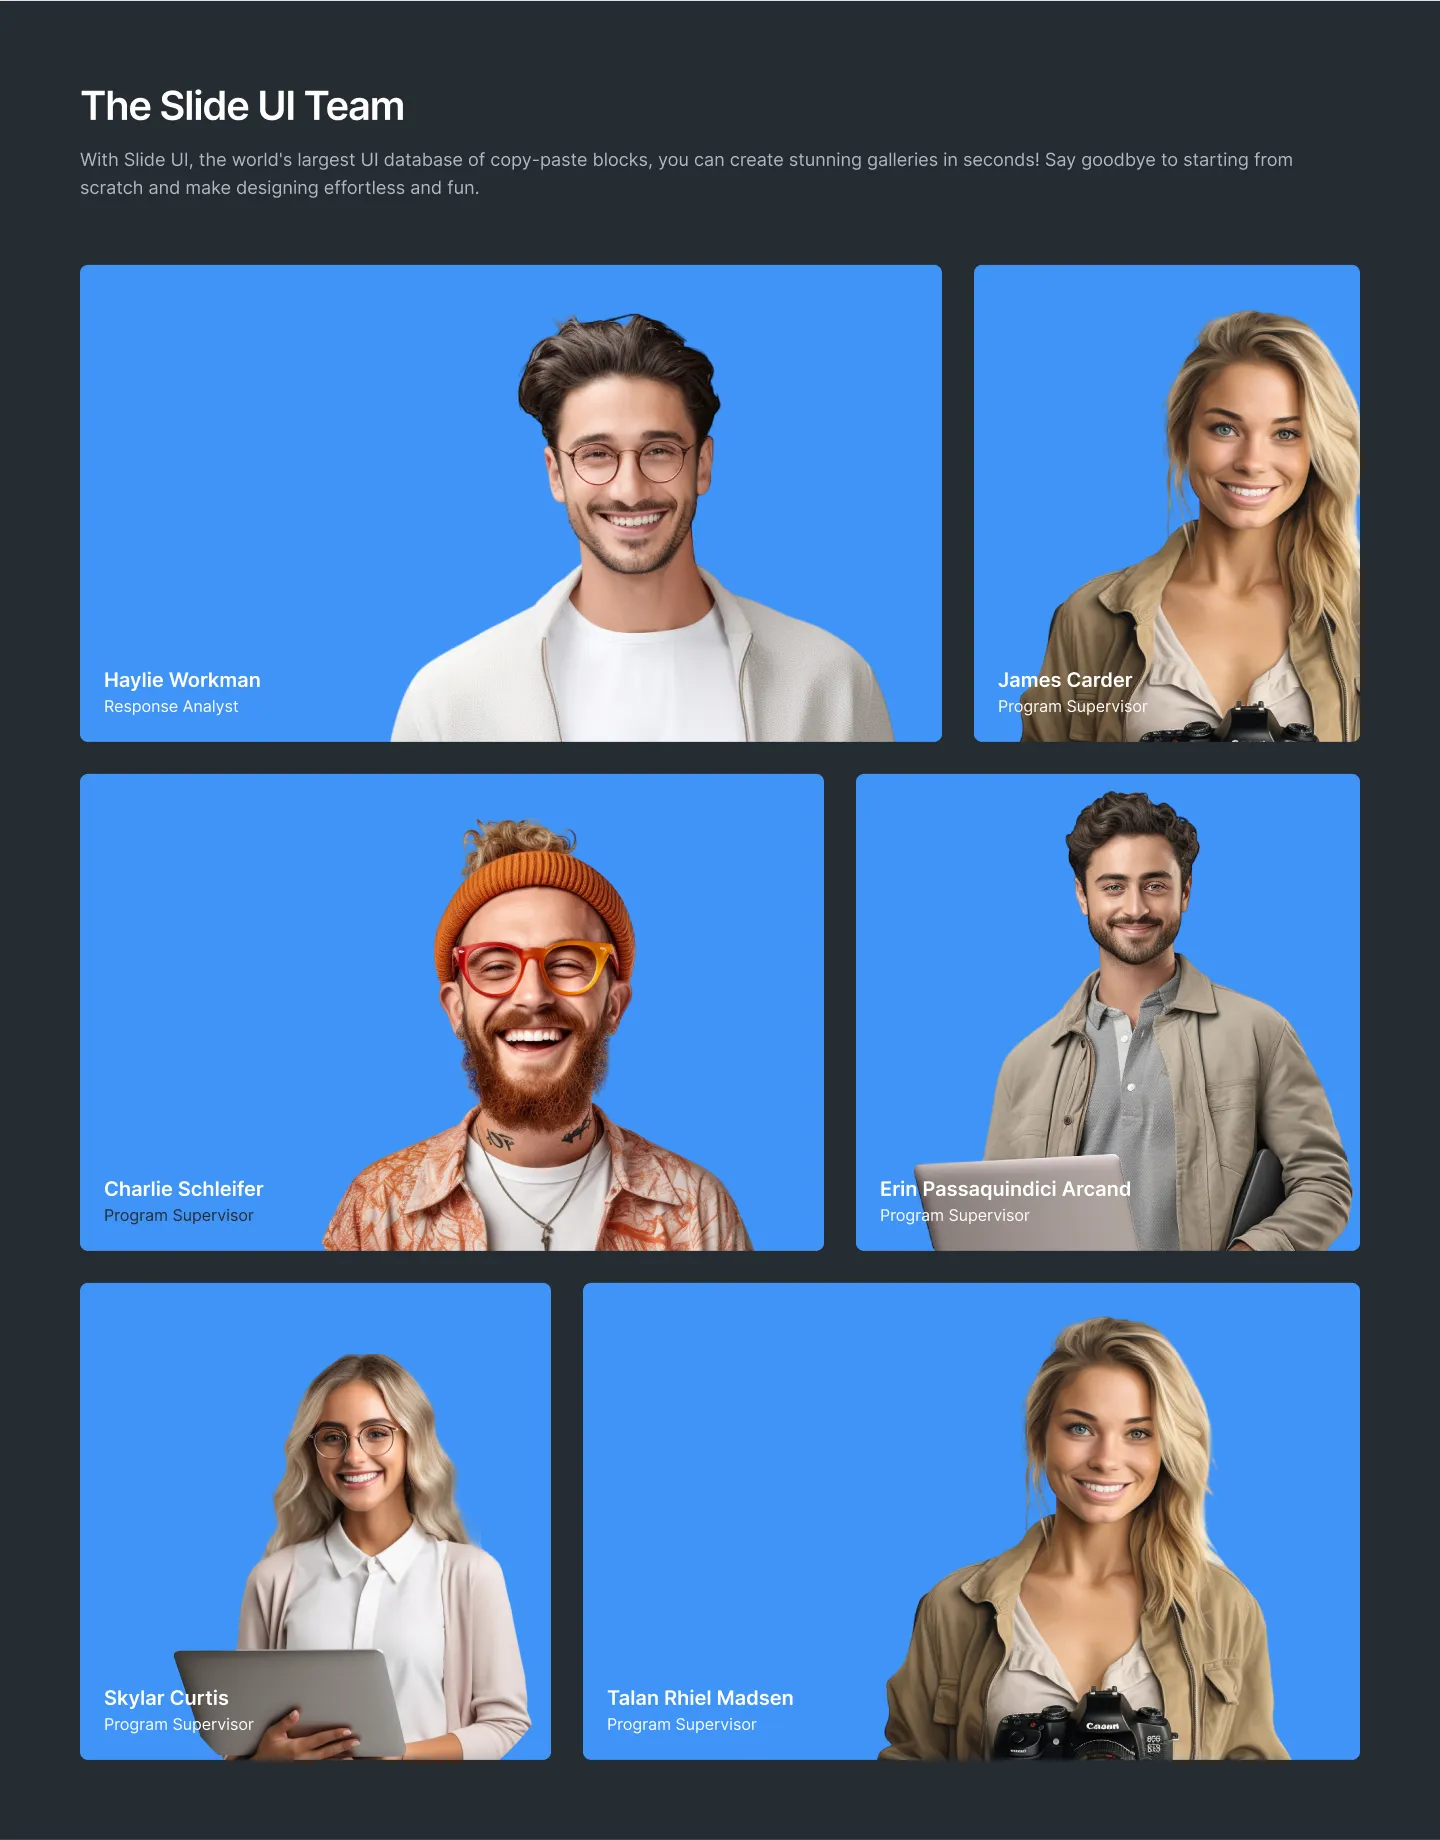 The Slide UI Team
With Slide UI, the world's largest UI database of copy-paste blocks, you can create stunning galleries in seconds! Say goodbye to starting from
scratch and make designing effortless and fun.
Haylie Workman
Response Analyst
James Carder
Program Supervisor
Charlie Schleifer
Program Supervisor
Erin Passaquindici Arcand
Program Supervisor
Skylar Curtis
Program Supervisor
Talan Rhiel Madsen
Program Supervisor